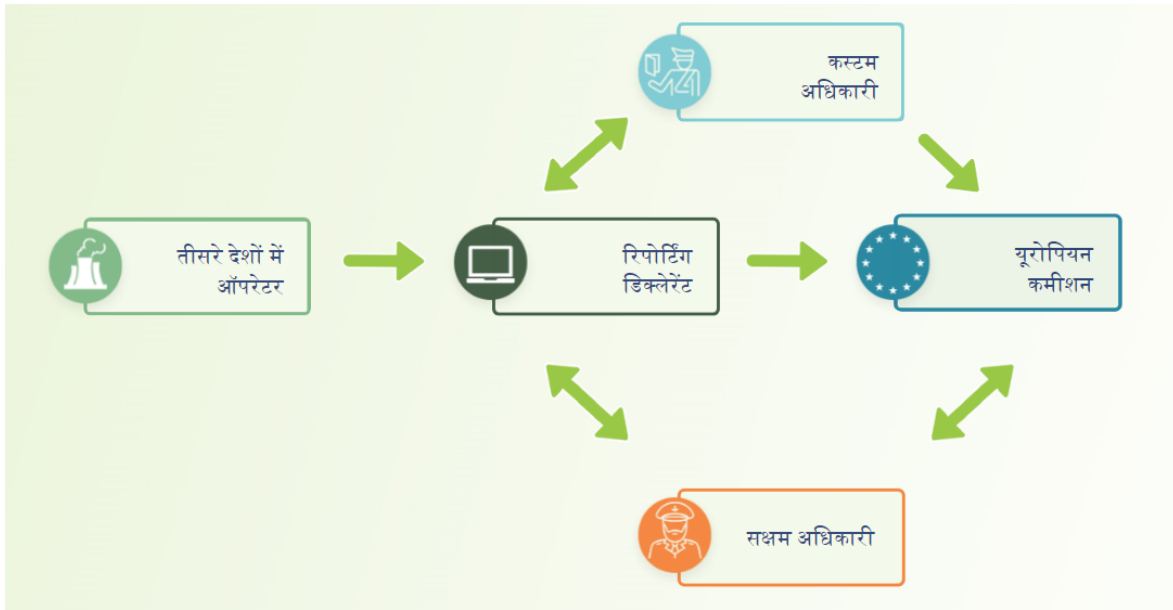 कस्टम
अधिकारी
तीसरे देशों में
ऑपरेटर
रिपोर्टिंग
डिक्लेरेंट
यूरोपियन
कमीशन
सक्षम अधिकारी